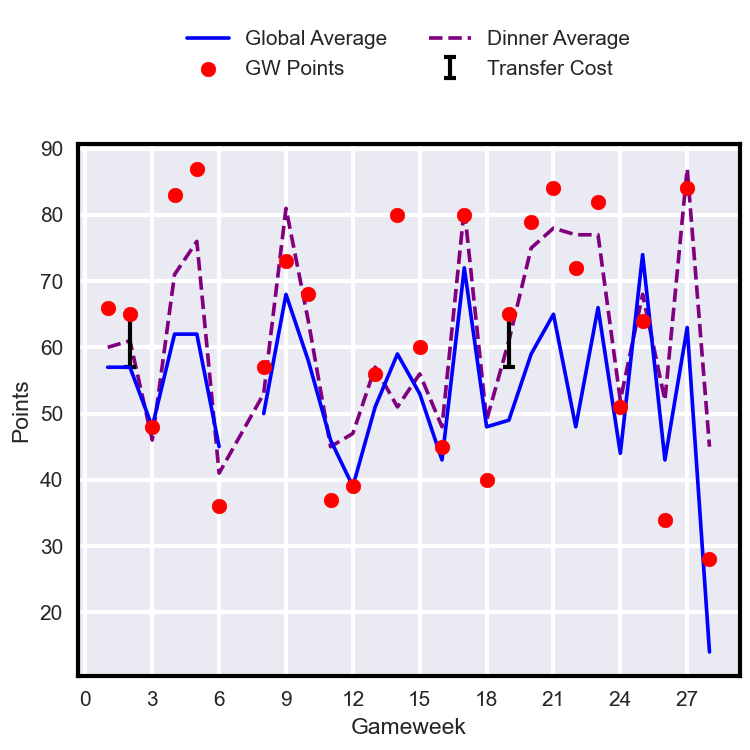 Global Average
Dinner Average
GW Points
Transfer Cost
90
80
70
60
50
40
30
20
Points
0 3 6 9 12 15 18 21 24 27
Gameweek